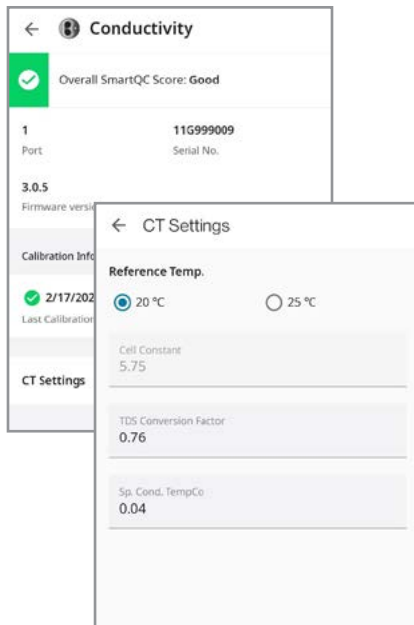 Conductivity
Overall SmartQC Score: Good
1 11G999009
Port Serial No.
3.0.5
Firmware versi
Calibration Info
2/17/202
Last Calibration
CT Settings
CT Settings
Reference Temp.
20 °C 25 °C
Cell Constant
5.75
TDS Conversion Factor
0.76
Sp. Cond. TempCo
0.04